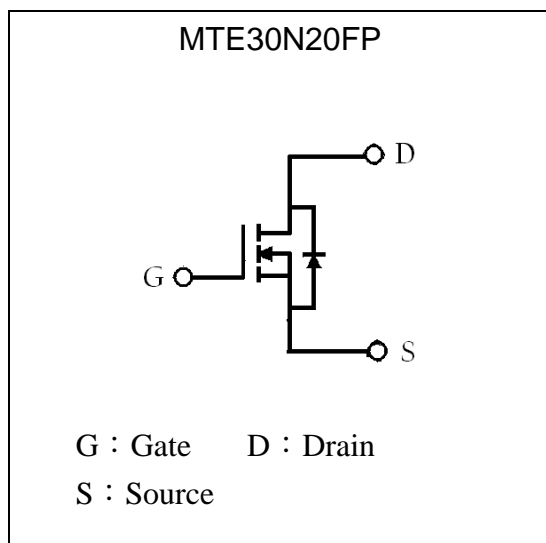 MTE30N20FP
D
G
S
G：Gate D：Drain
S：Source